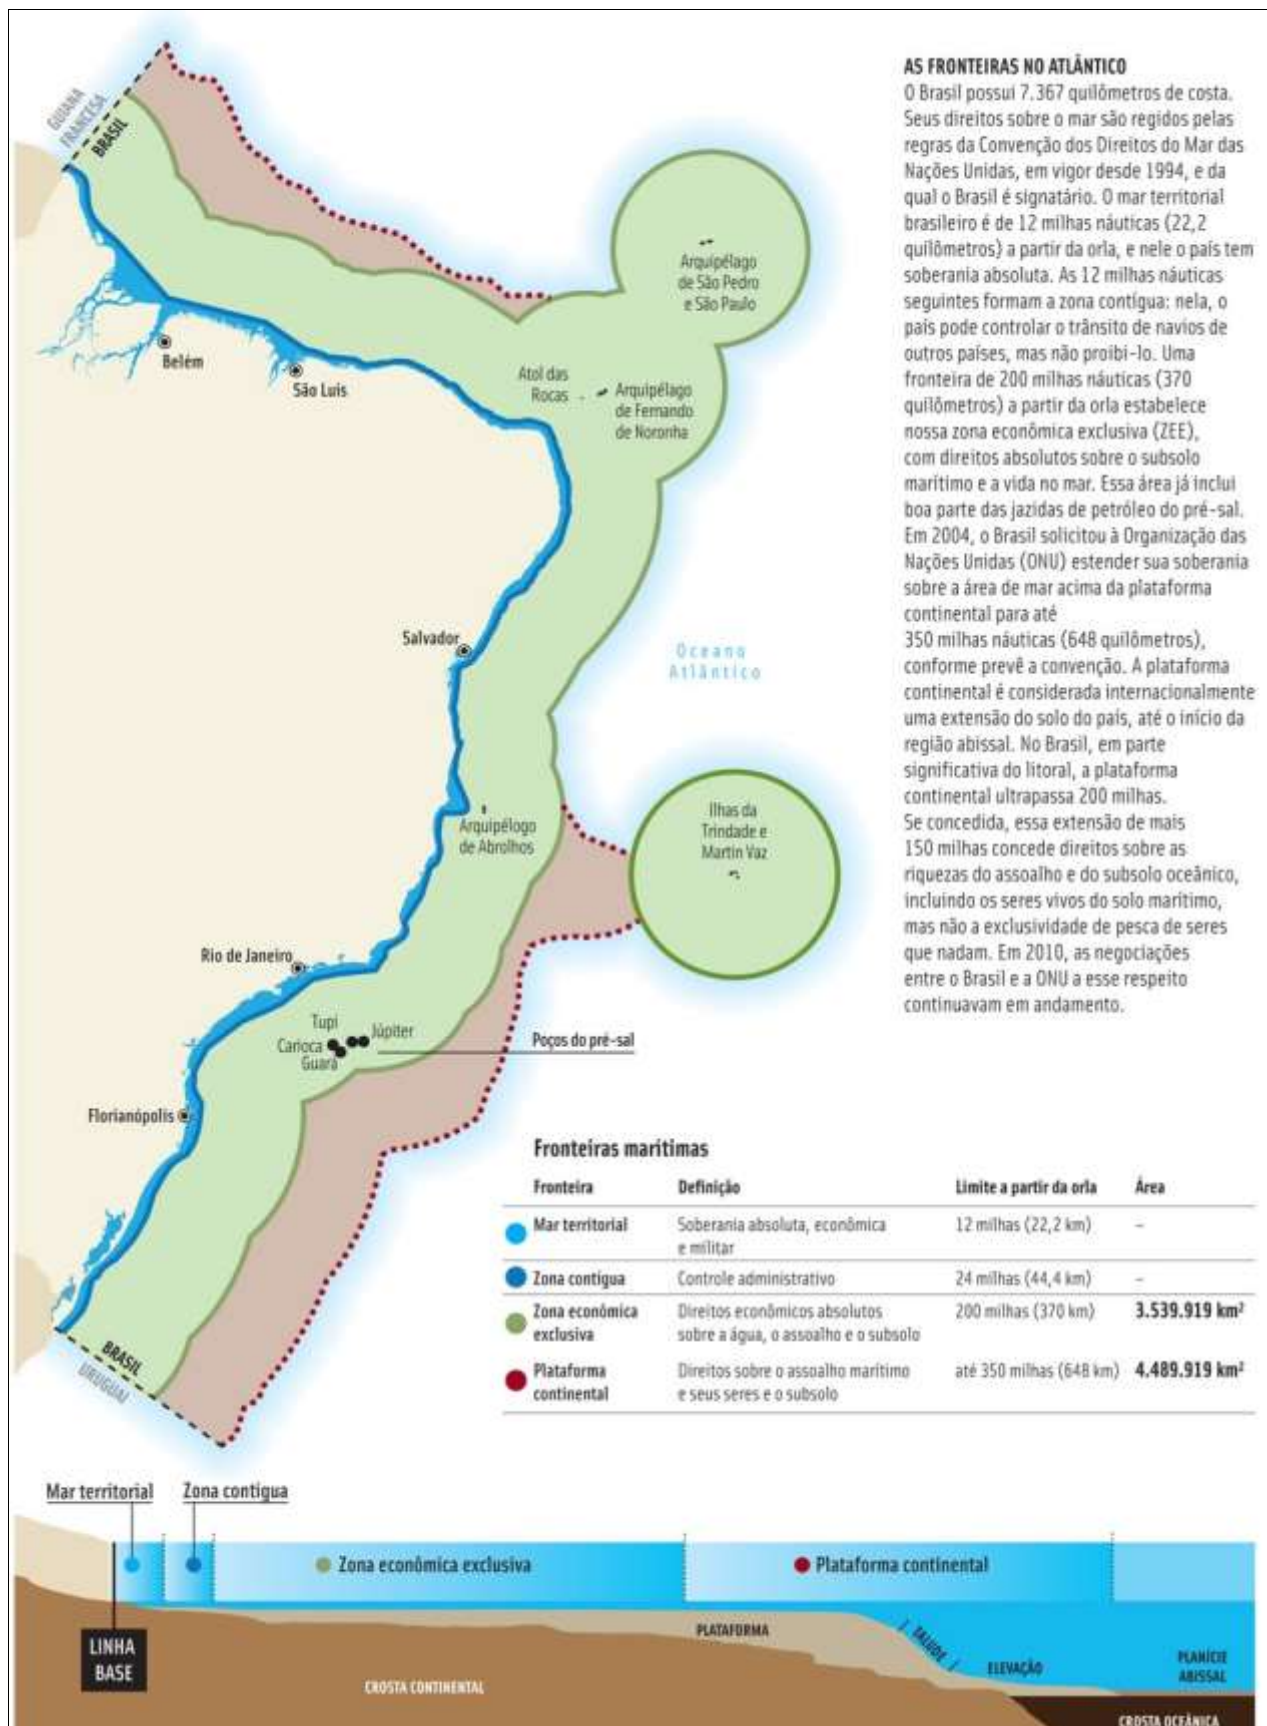 AS FRONTEIRAS NO ATLÂNTICO
O Brasil possui 7.367 quilômetros de costa.
Seus direitos sobre o mar são regidos pelas
regras da Convenção dos Direitos do Mar das
Nações Unidas, em vigor desde 1994, e da
qual o Brasil é signatário. O mar territorial
brasileiro é de 12 milhas náuticas (22,2
quilômetros) a partir da orla, e nele o país tem
soberania absoluta. As 12 milhas náuticas
seguintes formam a zona contígua: nela, o
país pode controlar o trânsito de navios de
outros países, mas não proibi-lo. Uma
fronteira de 200 milhas náuticas (370
quilômetros) a partir da orla estabelece
nossa zona econômica exclusiva (ZEE),
com direitos absolutos sobre o subsolo
marítimo e a vida no mar. Essa área já inclui
boa parte das jazidas de petróleo do pré-sal.
Em 2004, o Brasil solicitou à Organização das
Nações Unidas (ONU) estender sua soberania
sobre a área de mar acima da plataforma
continental para até
350 milhas náuticas (648 quilômetros),
conforme prevê a convenção. A plataforma
continental é considerada internacionalmente
uma extensão do solo do país, até o início da
região abissal. No Brasil, em parte
significativa do litoral, a plataforma
continental ultrapassa 200 milhas.
Se concedida, essa extensão de mais
150 milhas concede direitos sobre as
riquezas do assoalho e do subsolo oceânico,
incluindo os seres vivos do solo marítimo,
mas não a exclusividade de pesca de seres
que nadam. Em 2010, as negociações
entre o Brasil e a ONU a esse respeito
continuavam em andamento.
GUIANA
FRANCESA
BRASIL
Arquipélago
de São Pedro
e São Paulo
Belém
São Luís
Atol das
Rocas
Arquipélago
de Fernando
de Noronha
Salvador
Oceano
Atlântico
Arquipélogo
de Abrolhos
Ilhas da
Trindade e
Martin Vaz
Rio de Janeiro
Tupi
Júpiter
Carioca
Guará
Poços do pré-sal
Florianópolis
BRASIL
URUGUAI
Fronteiras marítimas
Fronteira Definição Limite a partir da orla Área
Mar territorial Soberania absoluta, econômica 12 milhas (22,2 km) –
e militar
Zona contígua Controle administrativo 24 milhas (44,4 km) –
Zona econômica Direitos econômicos absolutos 200 milhas (370 km) 3.539.919 km²
exclusiva sobre a água, o assoalho e o subsolo
Plataforma Direitos sobre o assoalho marítimo até 350 milhas (648 km) 4.489.919 km²
continental e seus seres e o subsolo
Mar territorial Zona contígua
Zona econômica exclusiva Plataforma continental
LINHA
BASE
PLATAFORMA
TALUDE
ELEVAÇÃO
PLANÍCIE
ABISSAL
CROSTA CONTINENTAL
CROSTA OCEÂNICA